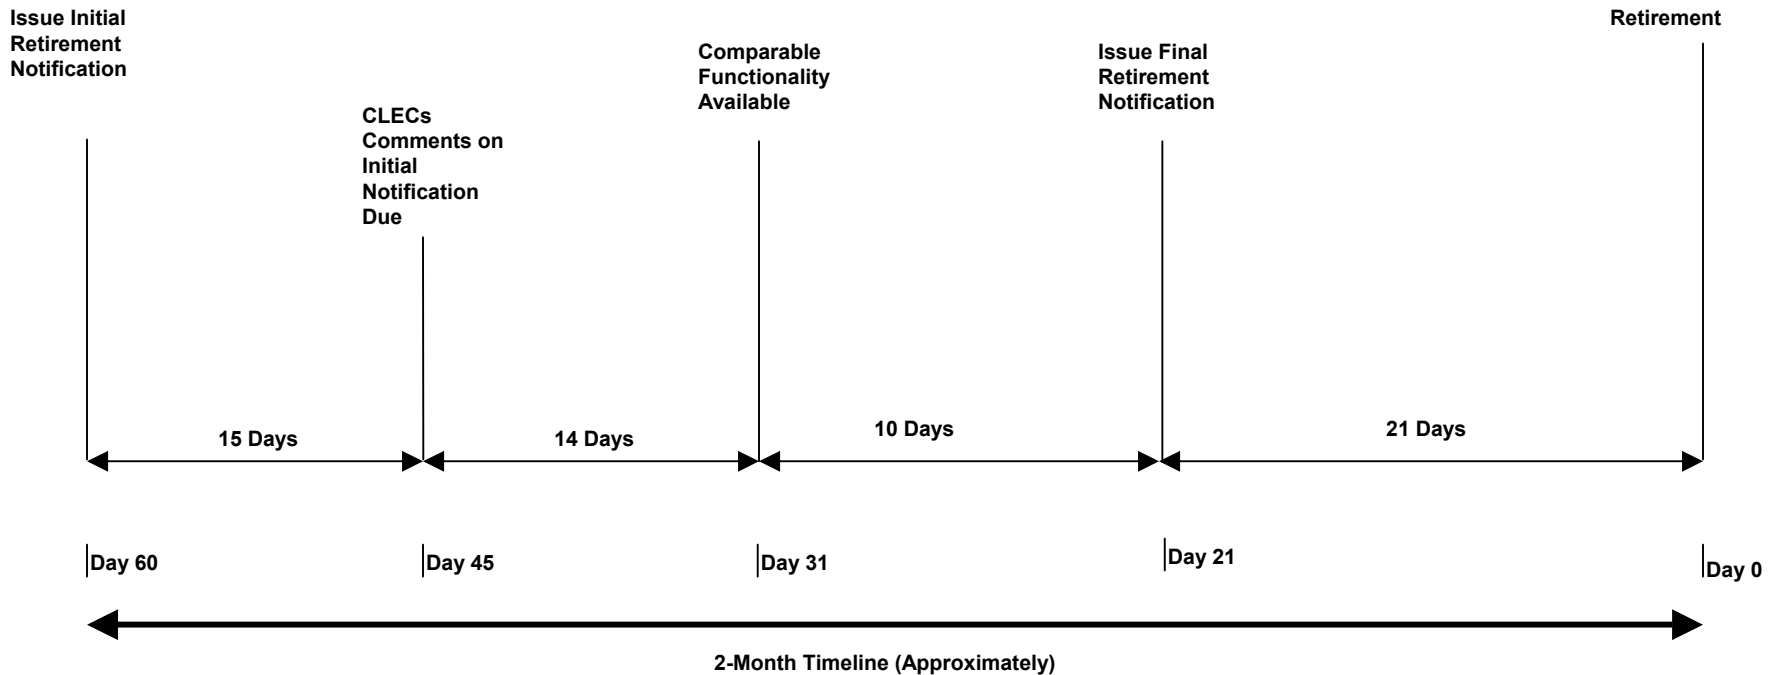 Issue Initial
Retirement
Notification
CLECs
Comments on
Initial
Notification
Due
Comparable
Functionality
Available
Issue Final
Retirement
Notification
Retirement
15 Days
14 Days
10 Days
21 Days
Day 60
Day 45
Day 31
Day 21
Day 0
2-Month Timeline (Approximately)